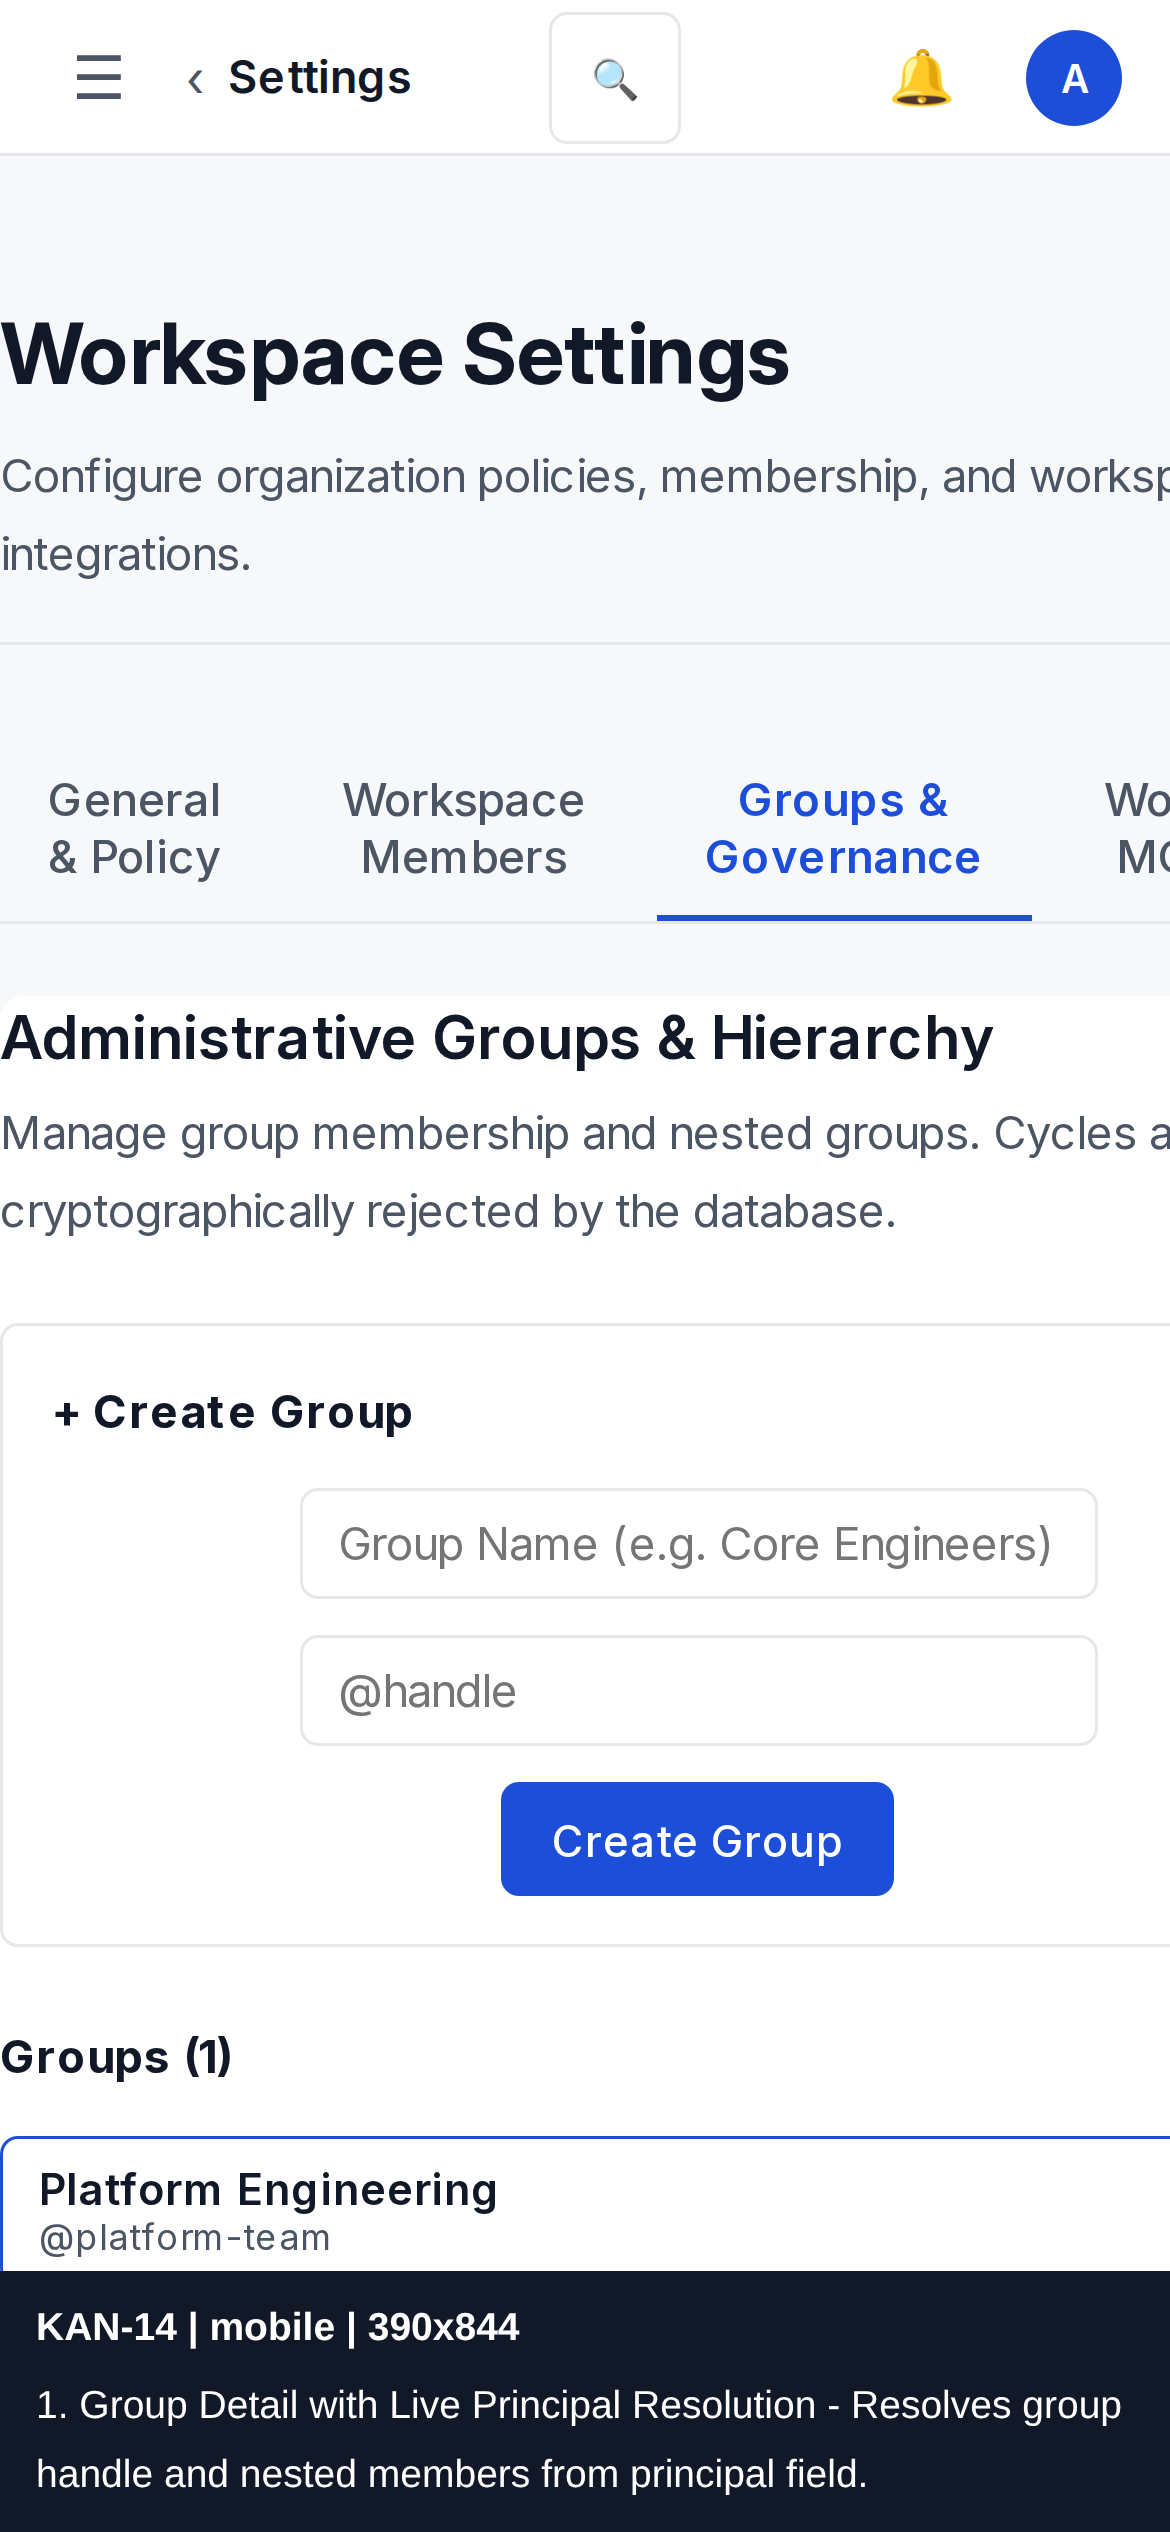 ☰ ‹ Settings 🔍 🔔 A
Workspace Settings
Configure organization policies, membership, and worksp
integrations.
General
& Policy
Workspace
Members
Groups &
Governance
Wo
MC
Administrative Groups & Hierarchy
Manage group membership and nested groups. Cycles a
cryptographically rejected by the database.
+ Create Group
Group Name (e.g. Core Engineers)
@handle
Create Group
Groups (1)
Platform Engineering
@platform-team
KAN-14 | mobile | 390x844
1. Group Detail with Live Principal Resolution - Resolves group
handle and nested members from principal field.